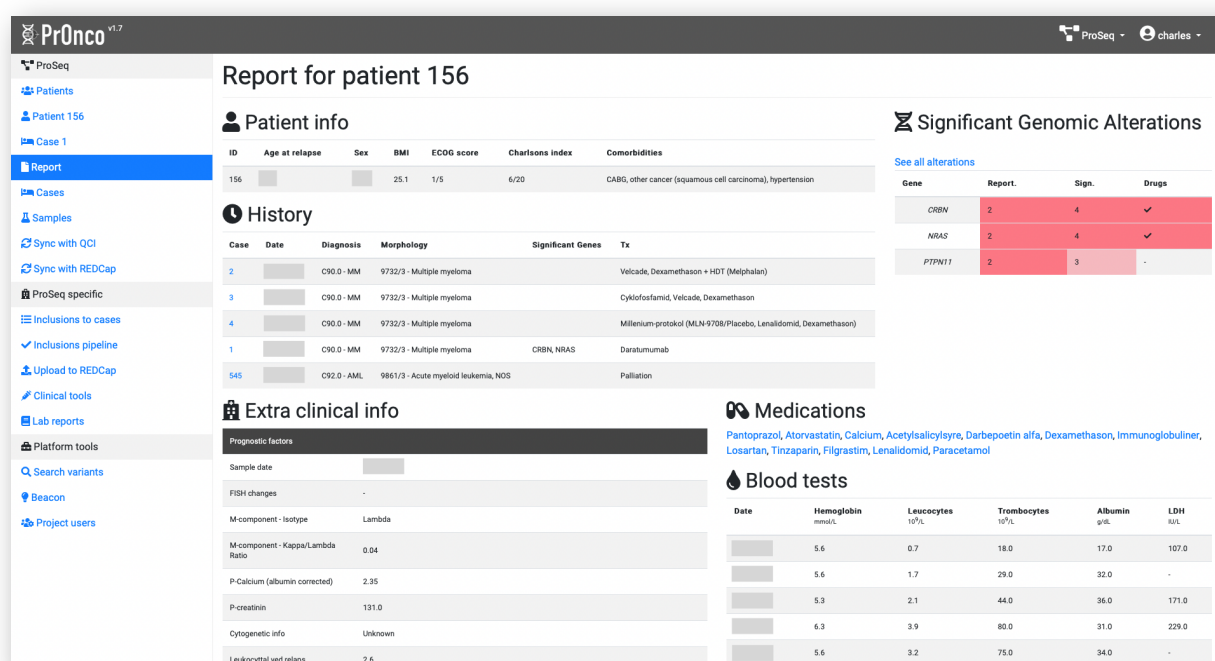 PrOnco v1.7
ProSeq
charles
ProSeq
Patients
Patient 156
Case 1
Report
Cases
Samples
Sync with QCI
Sync with REDCap
ProSeq specific
Inclusions to cases
Inclusions pipeline
Upload to REDCap
Clinical tools
Lab reports
Platform tools
Search variants
Beacon
Project users
Report for patient 156
Patient info
ID Age at relapse Sex BMI ECOG score Charlsons index Comorbidities
156 25.1 1/5 6/20 CABG, other cancer (squamous cell carcinoma), hypertension
History
Case Date Diagnosis Morphology Significant Genes Tx
2 C90.0 - MM 9732/3 - Multiple myeloma Velcade, Dexamethason + HDT (Melphalan)
3 C90.0 - MM 9732/3 - Multiple myeloma Cyklofosfamid, Velcade, Dexamethason
4 C90.0 - MM 9732/3 - Multiple myeloma Millenium-protokol (MLN-9708/Placebo, Lenalidomid, Dexamethason)
1 C90.0 - MM 9732/3 - Multiple myeloma CRBN, NRAS Daratumumab
545 C92.0 - AML 9861/3 - Acute myeloid leukemia, NOS Palliation
Significant Genomic Alterations
See all alterations
Gene Report. Sign. Drugs
CRBN 2 4 ✓
NRAS 2 4 ✓
PTPN11 2 3 -
Extra clinical info
Prognostic factors
Sample date
FISH changes -
M-component - Isotype Lambda
M-component - Kappa/Lambda
Ratio 0.04
P-Calcium (albumin corrected) 2.35
P-creatinin 131.0
Cytogenetic info Unknown
Leukocyttal ved relaps 2.6
Medications
Pantoprazol, Atorvastatin, Calcium, Acetylsalicylsyre, Darbepoetin alfa, Dexamethason, Immunoglobuliner,
Losartan, Tinzaparin, Filgrastim, Lenalidomid, Paracetamol
Blood tests
Date Hemoglobin Leucocytes Trombocytes Albumin LDH
mmol/L 10⁹/L 10⁹/L g/dL IU/L
5.6 0.7 18.0 17.0 107.0
5.6 1.7 29.0 32.0 -
5.3 2.1 44.0 36.0 171.0
6.3 3.9 80.0 31.0 229.0
5.6 3.2 75.0 34.0 -